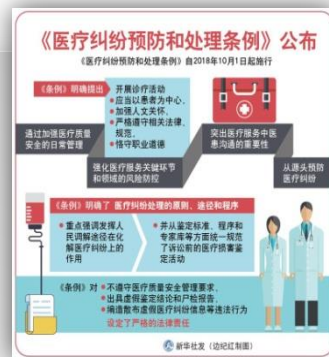 《医疗纠纷预防和处理条例》公布
《医疗纠纷预防和处理条例》自2018年10月1日起施行
《条例》明确提出
开展诊疗活动
• 应当以患者为中心，
• 加强人文关怀，
• 严格遵守相关法律、
规范，
• 恪守职业道德
通过加强医疗质量
安全的日常管理
强化医疗服务关键环节
和领域的风险防控
突出医疗服务中医
患沟通的重要性
从源头预防
医疗纠纷
《条例》明确了 医疗纠纷处理的原则、途径和程序
• 重点强调发挥人
民调解途径在化
解医疗纠纷上的
作用
• 并从鉴定标准、程序和
专家库等方面统一规范
了诉讼前的医疗损害鉴
定活动
《条例》对
• 不遵守医疗质量安全管理要求、
• 出具虚假鉴定结论和尸检报告、
• 编造散布虚假医疗纠纷信息等违法行为
设定了严格的法律责任
新华社发（边纪红制图）